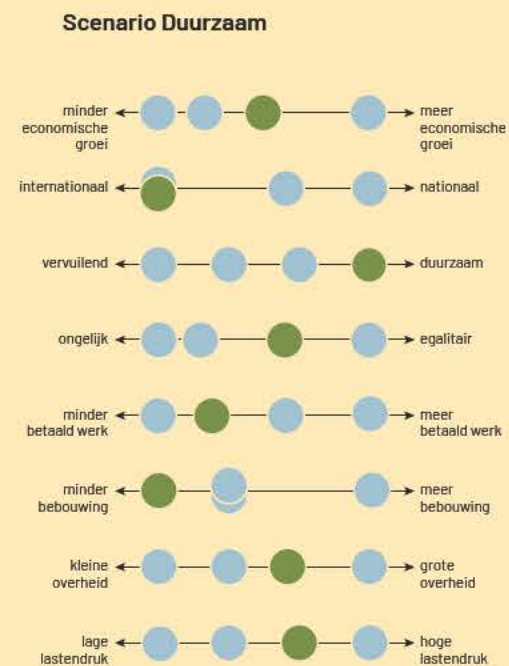 Scenario Duurzaam
minder
economische
groei
meer
economische
groei
internationaal
nationaal
vervuilend
duurzaam
ongelijk
egalitair
minder
betaald werk
meer
betaald werk
minder
bebouwing
meer
bebouwing
kleine
overheid
grote
overheid
lage
lastendruk
hoge
lastendruk